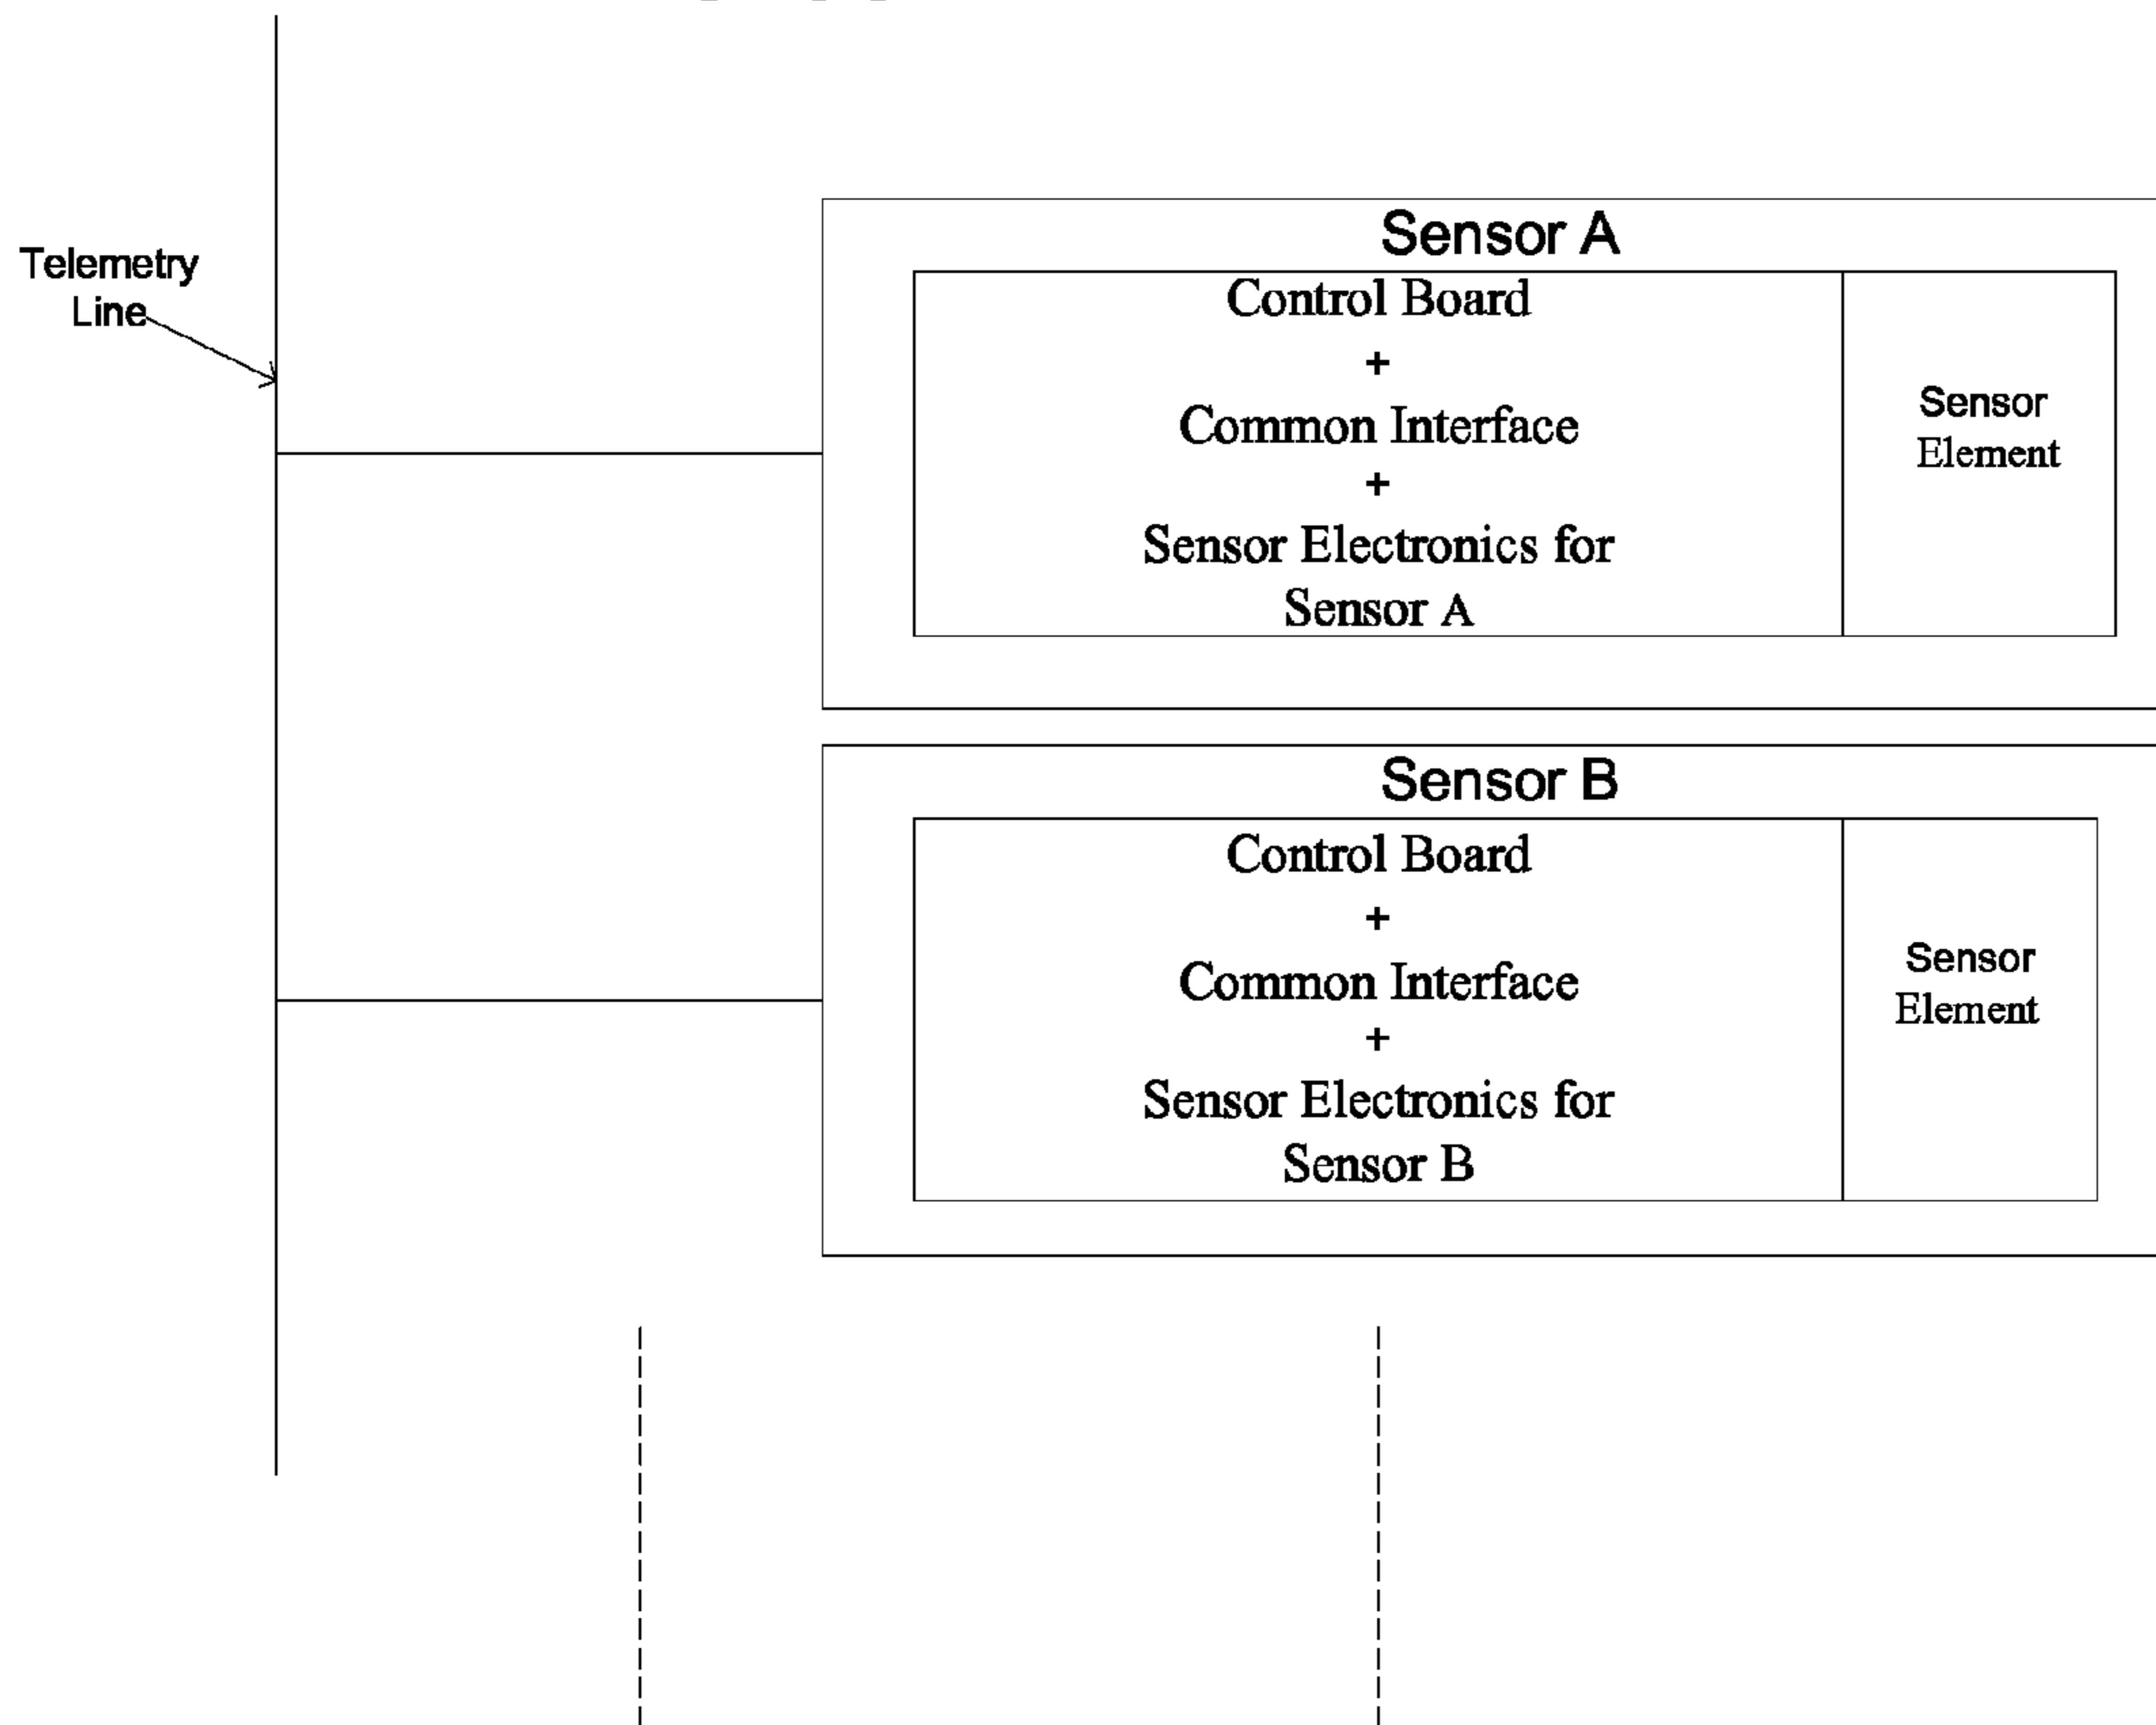 Telemetry
Line
Sensor A
Control Board
+
Common Interface
+
Sensor Electronics for
Sensor A
Sensor
Element
Sensor B
Control Board
+
Common Interface
+
Sensor Electronics for
Sensor B
Sensor
Element